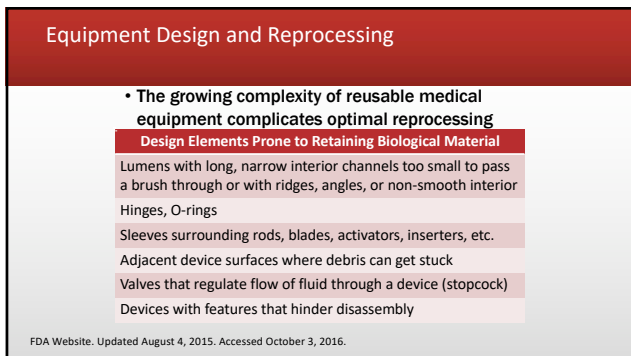 Equipment Design and Reprocessing
• The growing complexity of reusable medical
equipment complicates optimal reprocessing
Design Elements Prone to Retaining Biological Material
Lumens with long, narrow interior channels too small to pass
a brush through or with ridges, angles, or non-smooth interior
Hinges, O-rings
Sleeves surrounding rods, blades, activators, inserters, etc.
Adjacent device surfaces where debris can get stuck
Valves that regulate flow of fluid through a device (stopcock)
Devices with features that hinder disassembly
FDA Website. Updated August 4, 2015. Accessed October 3, 2016.